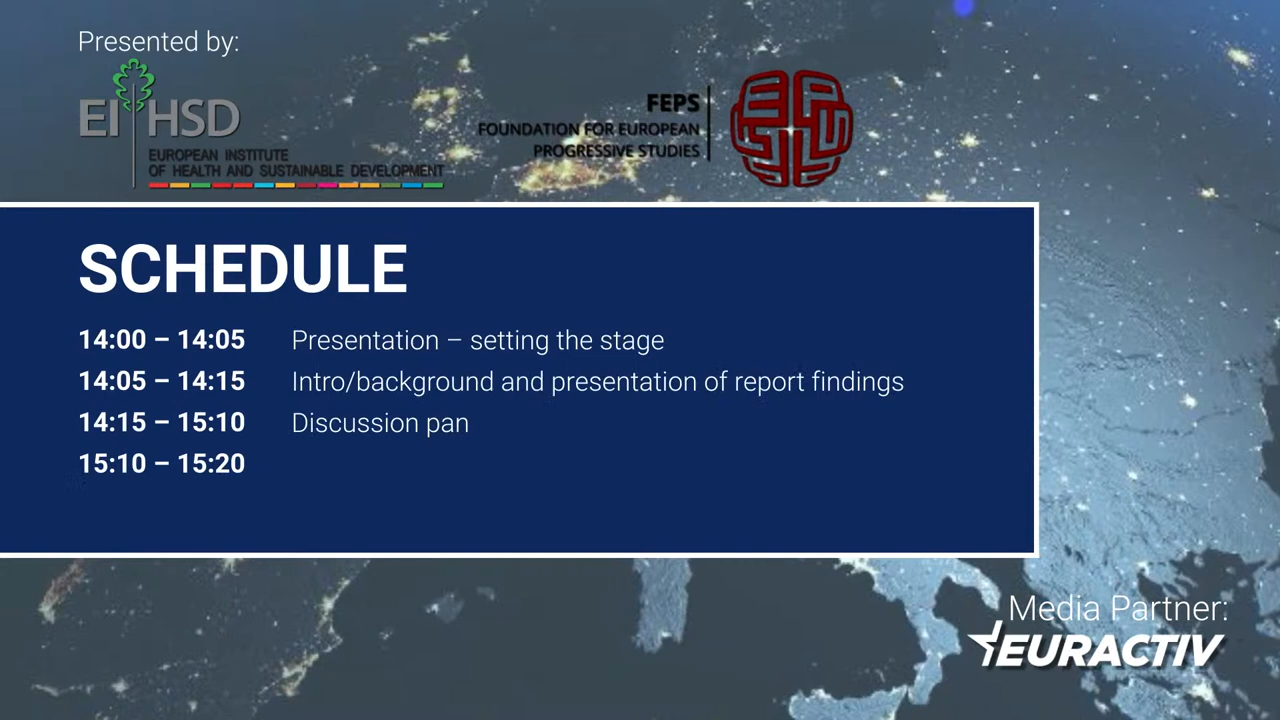 Presented by:
EIHSD
EUROPEAN INSTITUTE
OF HEALTH AND SUSTAINABLE DEVELOPMENT
FEPS
FOUNDATION FOR EUROPEAN
PROGRESSIVE STUDIES
SCHEDULE
14:00 – 14:05 Presentation – setting the stage
14:05 – 14:15 Intro/background and presentation of report findings
14:15 – 15:10 Discussion pan
15:10 – 15:20
Media Partner:
EURACTIV